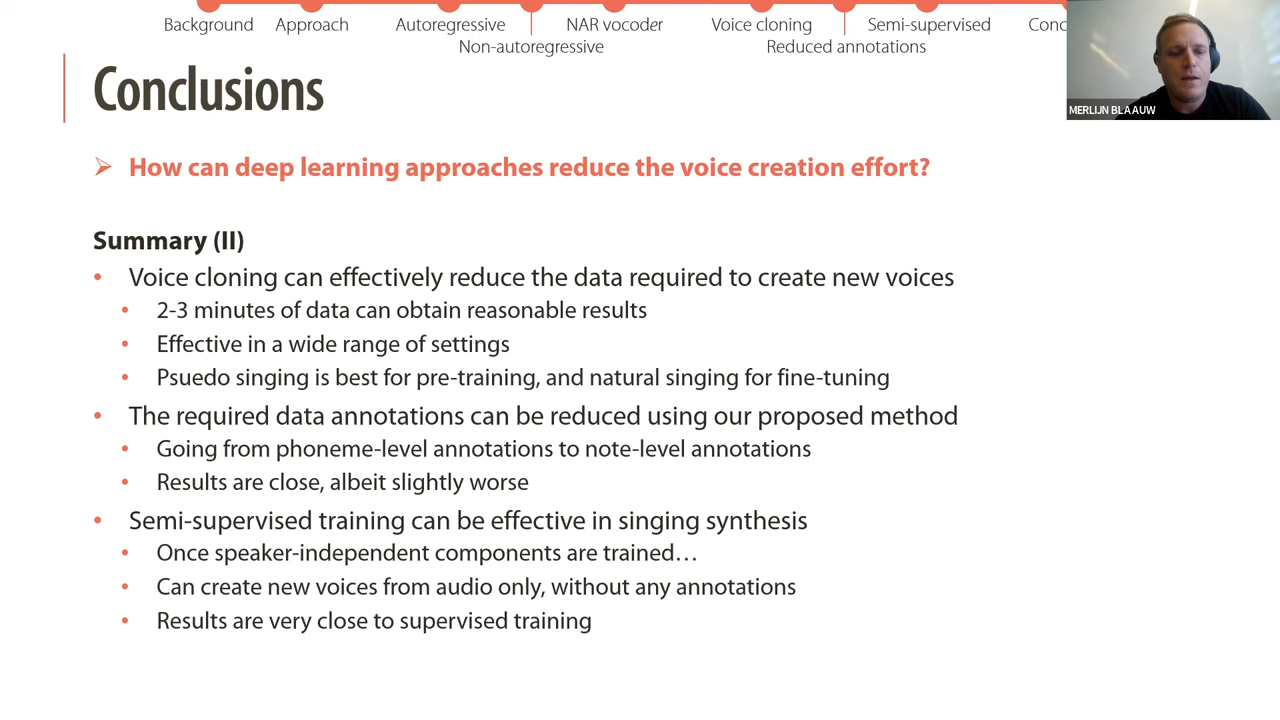 Background Approach Autoregressive NAR vocoder Voice cloning Semi-supervised Conc
Non-autoregressive Reduced annotations
MERLIJN BLAAUW
Conclusions
➢ How can deep learning approaches reduce the voice creation effort?
Summary (II)
• Voice cloning can effectively reduce the data required to create new voices
• 2-3 minutes of data can obtain reasonable results
• Effective in a wide range of settings
• Psuedo singing is best for pre-training, and natural singing for fine-tuning
• The required data annotations can be reduced using our proposed method
• Going from phoneme-level annotations to note-level annotations
• Results are close, albeit slightly worse
• Semi-supervised training can be effective in singing synthesis
• Once speaker-independent components are trained…
• Can create new voices from audio only, without any annotations
• Results are very close to supervised training